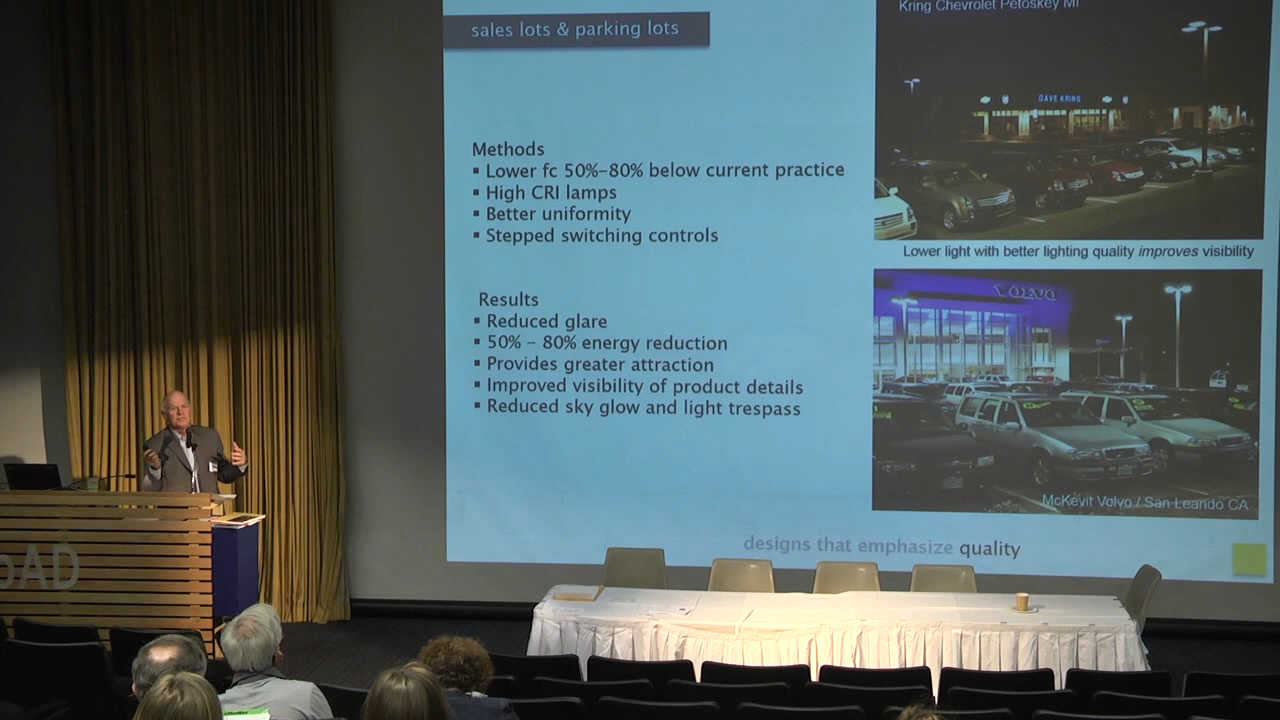 Kring Chevrolet Petoskey MI
sales lots & parking lots
DAVE KRING
Methods
▪ Lower fc 50%–80% below current practice
▪ High CRI lamps
▪ Better uniformity
▪ Stepped switching controls
Lower light with better lighting quality improves visibility
Results
▪ Reduced glare
▪ 50% – 80% energy reduction
▪ Provides greater attraction
▪ Improved visibility of product details
▪ Reduced sky glow and light trespass
VOLVO
McKevit Volvo / San Leando CA
designs that emphasize quality
oAD